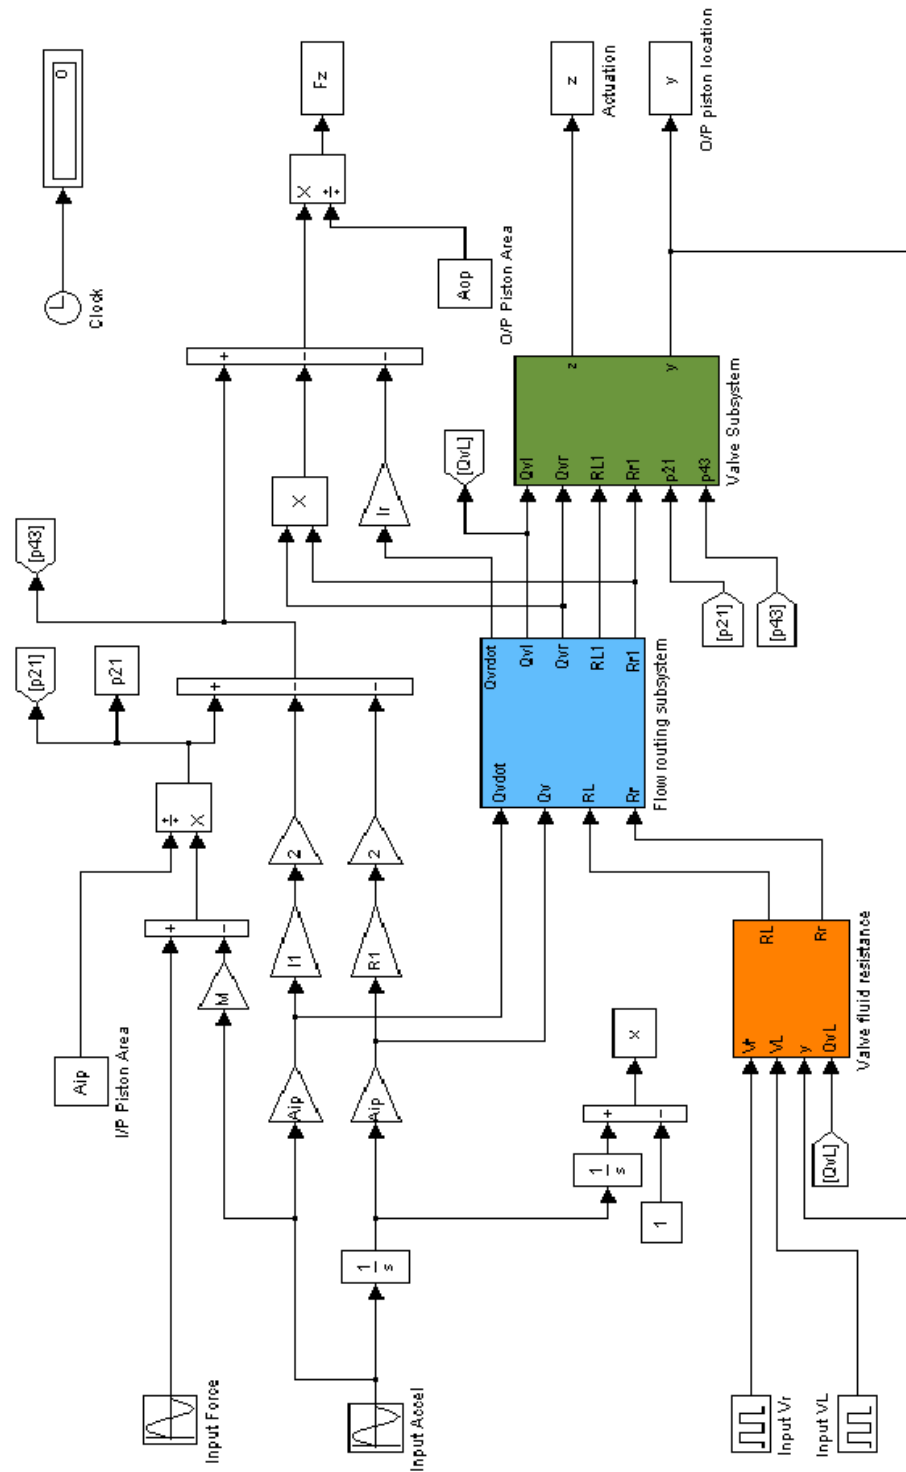 0
Clock
[p43]
[p21]
p21
Aip
I/P Piston Area
÷
×
+
-
M
Input Force
+
-
-
Aip
I1
2
Aip
R1
2
1
s
Input Accel
+
-
-
×
Ir
×
÷
Fz
Aop
O/P Piston Area
[QvL]
Qvdot
Qv
RL
Rr
Qvrdot
Qvl
Qvr
RL1
Rr1
Flow routing subsystem
Qvl
Qvr
RL1
Rr1
p21
p43
z
y
Valve Subsystem
z
Actuation
y
O/P piston location
[p21]
[p43]
1
s
1
+
-
x
Vr
VL
y
QvL
RL
Rr
Valve fluid resistance
[QvL]
Input Vr
Input VL